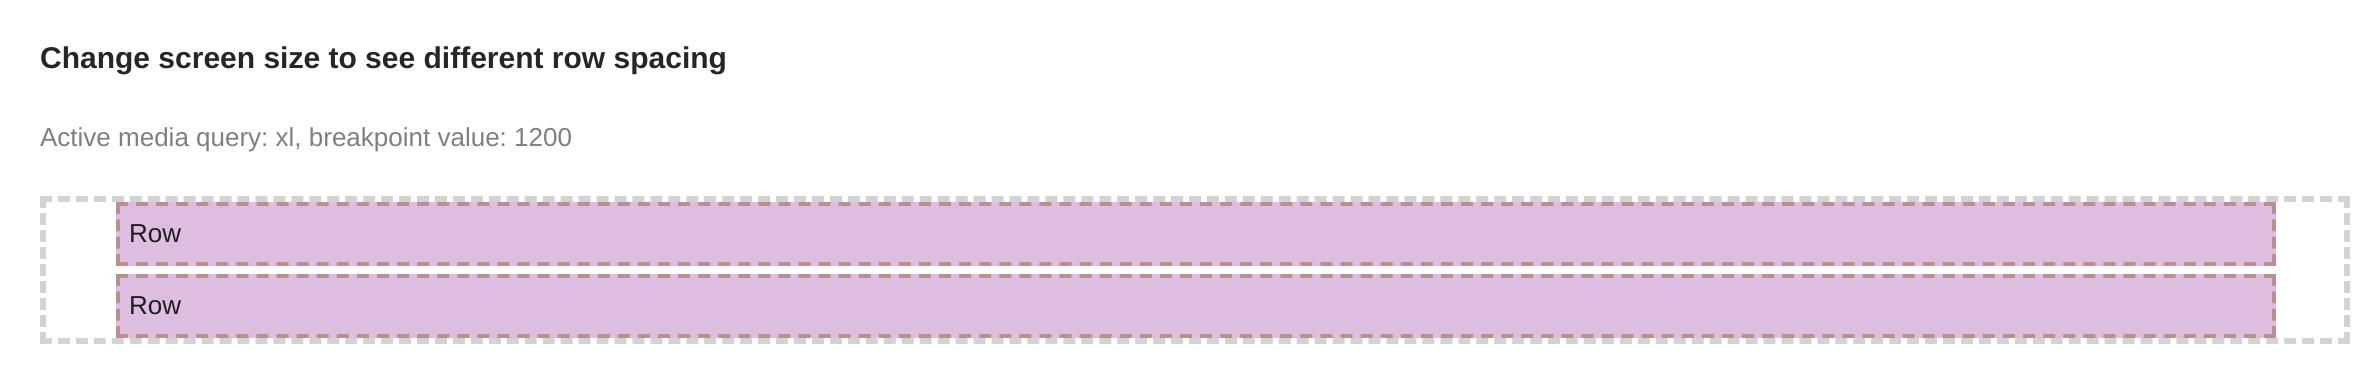 Change screen size to see different row spacing
Active media query: xl, breakpoint value: 1200
Row
Row